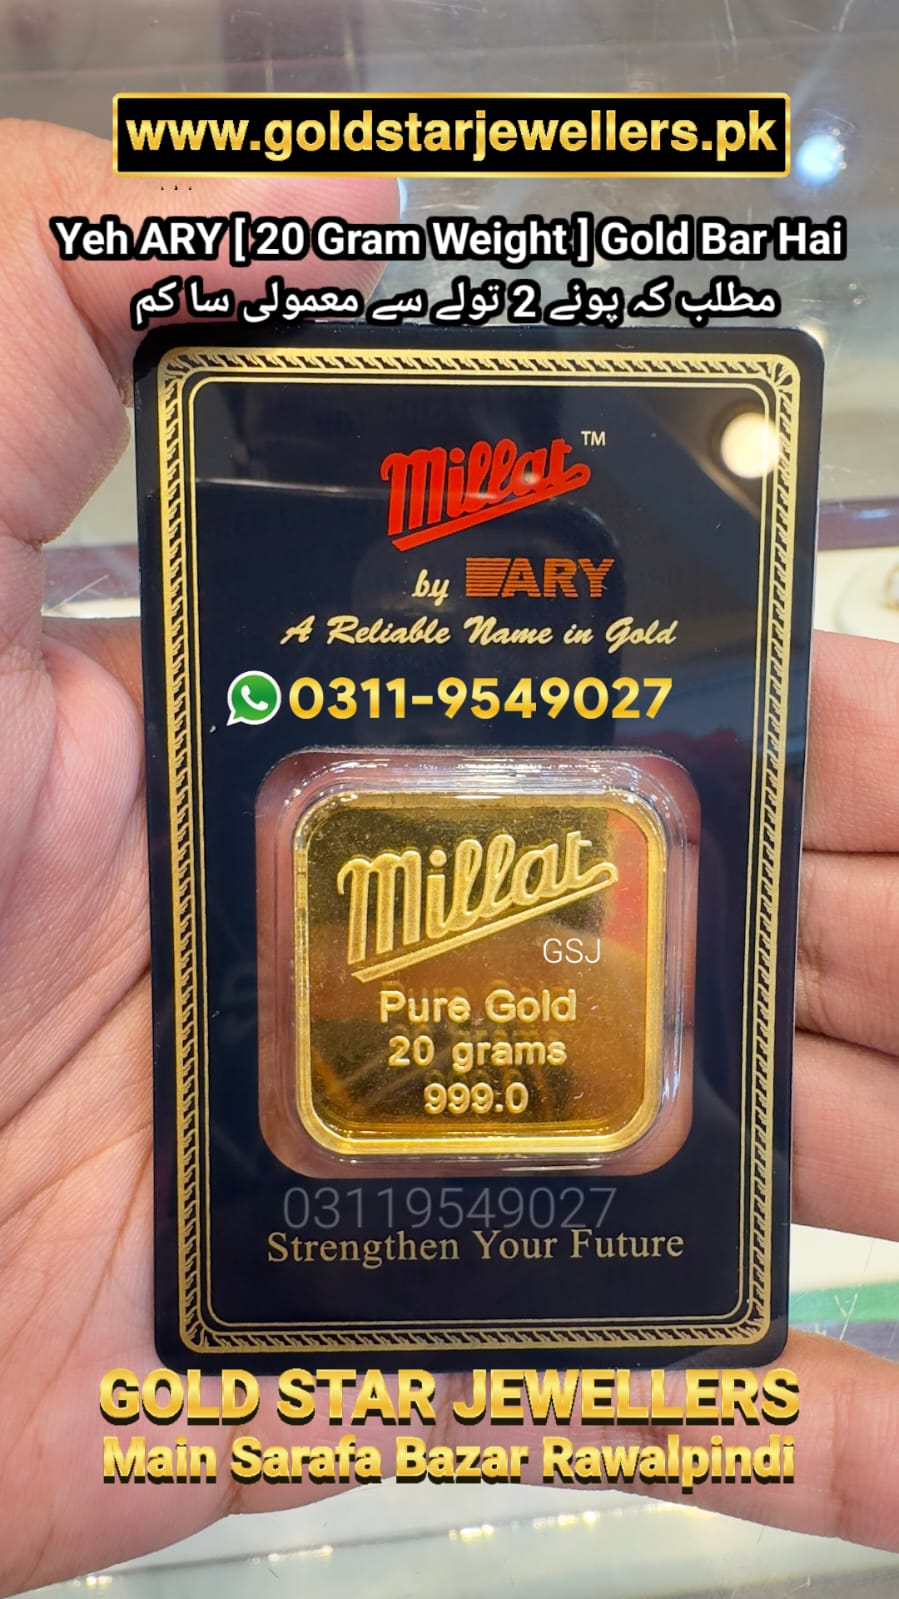 www.goldstarjewellers.pk
Yeh ARY [ 20 Gram Weight ] Gold Bar Hai
مطلب کہ پونے 2 تولے سے معمولی سا کم
Millat™
by ARY
A Reliable Name in Gold
0311-9549027
Millat
GSJ
Pure Gold
20 grams
999.0
03119549027
Strengthen Your Future
GOLD STAR JEWELLERS
Main Sarafa Bazar Rawalpindi